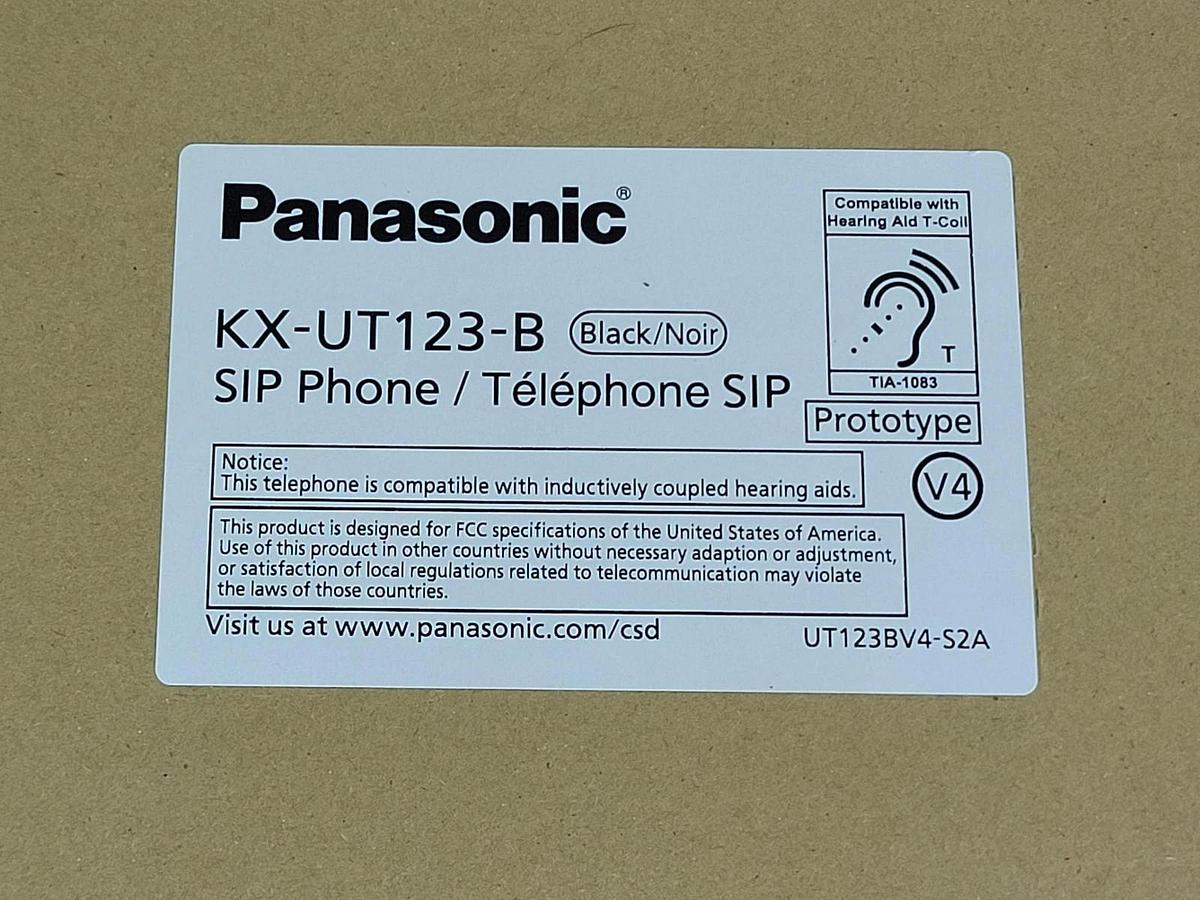 Panasonic®
Compatible with
Hearing Aid T-Coil
T
TIA-1083
KX-UT123-B Black/Noir
SIP Phone / Téléphone SIP
Prototype
V4
Notice:
This telephone is compatible with inductively coupled hearing aids.
This product is designed for FCC specifications of the United States of America.
Use of this product in other countries without necessary adaption or adjustment,
or satisfaction of local regulations related to telecommunication may violate
the laws of those countries.
Visit us at www.panasonic.com/csd
UT123BV4-S2A